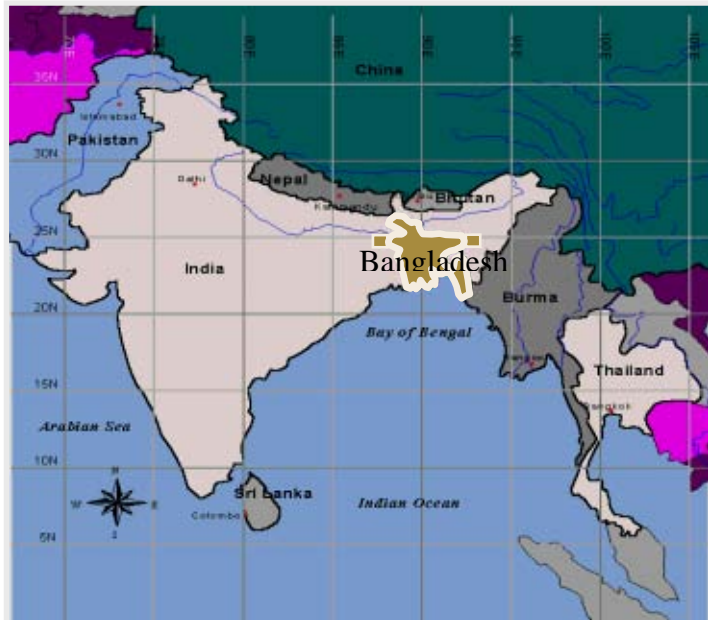 China
35N
Islamabad
Pakistan
30N
Delhi
Nepal
Bhutan
25N
India
Bangladesh
Burma
20N
Bay of Bengal
Thailand
15N
Bangkok
Arabian Sea
10N
N
Sri Lanka
W E
Indian Ocean
Colombo
S
5N